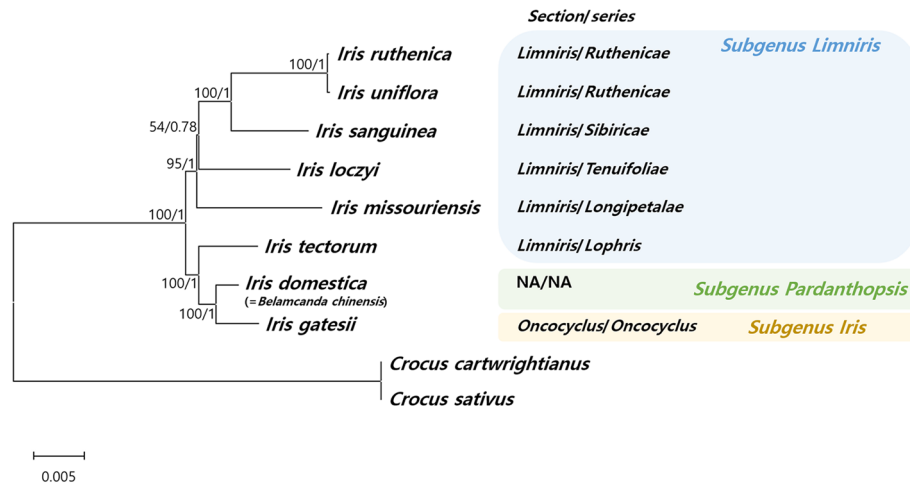 Section/series
Subgenus Limniris
Iris ruthenica
Limniris/Ruthenicae
100/1
Iris uniflora
Limniris/Ruthenicae
100/1
Iris sanguinea
Limniris/Sibiricae
54/0.78
Iris loczyi
Limniris/Tenuifoliae
95/1
Iris missouriensis
Limniris/Longipetalae
100/1
Iris tectorum
Limniris/Lophris
100/1
Iris domestica
(=Belamcanda chinensis)
NA/NA
Subgenus Pardanthopsis
100/1
Iris gatesii
Oncocyclus/Oncocyclus
Subgenus Iris
Crocus cartwrightianus
Crocus sativus
0.005